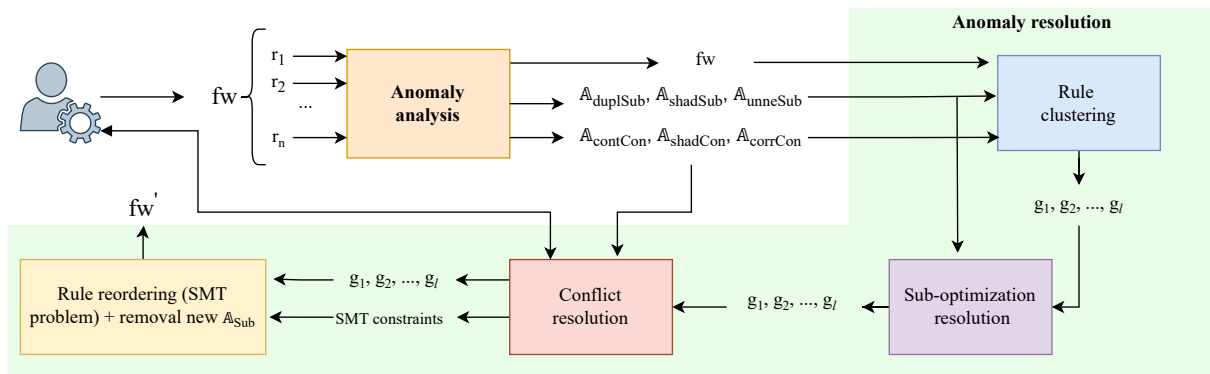 Anomaly resolution
fw
r1
r2
...
rn
Anomaly
analysis
fw
𝔸duplSub, 𝔸shadSub, 𝔸unneSub
𝔸contCon, 𝔸shadCon, 𝔸corrCon
Rule
clustering
g1, g2, ..., gl
fw'
Rule reordering (SMT
problem) + removal new 𝔸Sub
g1, g2, ..., gl
SMT constraints
Conflict
resolution
g1, g2, ..., gl
Sub-optimization
resolution